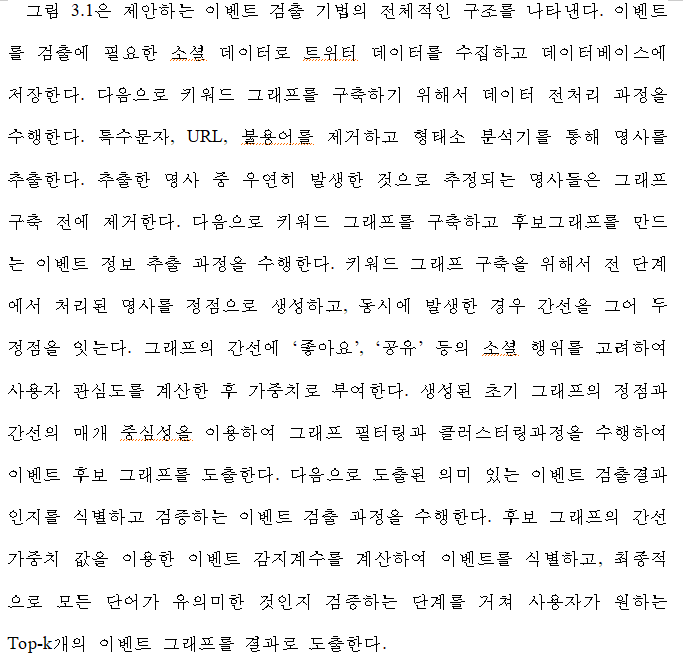 그림 3.1은 제안하는 이벤트 검출 기법의 전체적인 구조를 나타낸다. 이벤트
를 검출에 필요한 소셜 데이터로 트위터 데이터를 수집하고 데이터베이스에
저장한다. 다음으로 키워드 그래프를 구축하기 위해서 데이터 전처리 과정을
수행한다. 특수문자, URL, 불용어를 제거하고 형태소 분석기를 통해 명사를
추출한다. 추출한 명사 중 우연히 발생한 것으로 추정되는 명사들은 그래프
구축 전에 제거한다. 다음으로 키워드 그래프를 구축하고 후보그래프를 만드
는 이벤트 정보 추출 과정을 수행한다. 키워드 그래프 구축을 위해서 전 단계
에서 처리된 명사를 정점으로 생성하고, 동시에 발생한 경우 간선을 그어 두
정점을 잇는다. 그래프의 간선에 ‘좋아요’, ‘공유’ 등의 소셜 행위를 고려하여
사용자 관심도를 계산한 후 가중치로 부여한다. 생성된 초기 그래프의 정점과
간선의 매개 중심성을 이용하여 그래프 필터링과 클러스터링과정을 수행하여
이벤트 후보 그래프를 도출한다. 다음으로 도출된 의미 있는 이벤트 검출결과
인지를 식별하고 검증하는 이벤트 검출 과정을 수행한다. 후보 그래프의 간선
가중치 값을 이용한 이벤트 감지계수를 계산하여 이벤트를 식별하고, 최종적
으로 모든 단어가 유의미한 것인지 검증하는 단계를 거쳐 사용자가 원하는
Top-k개의 이벤트 그래프를 결과로 도출한다.